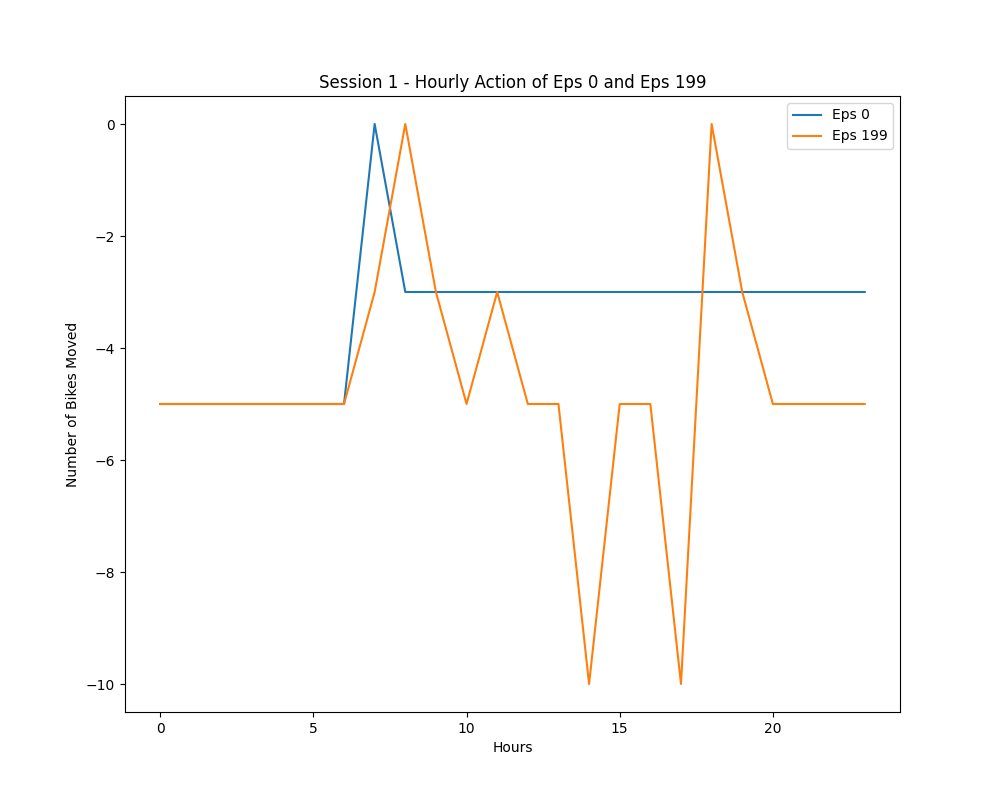 Session 1 - Hourly Action of Eps 0 and Eps 199
Eps 0
Eps 199
0
−2
−4
−6
−8
−10
Number of Bikes Moved
0 5 10 15 20
Hours